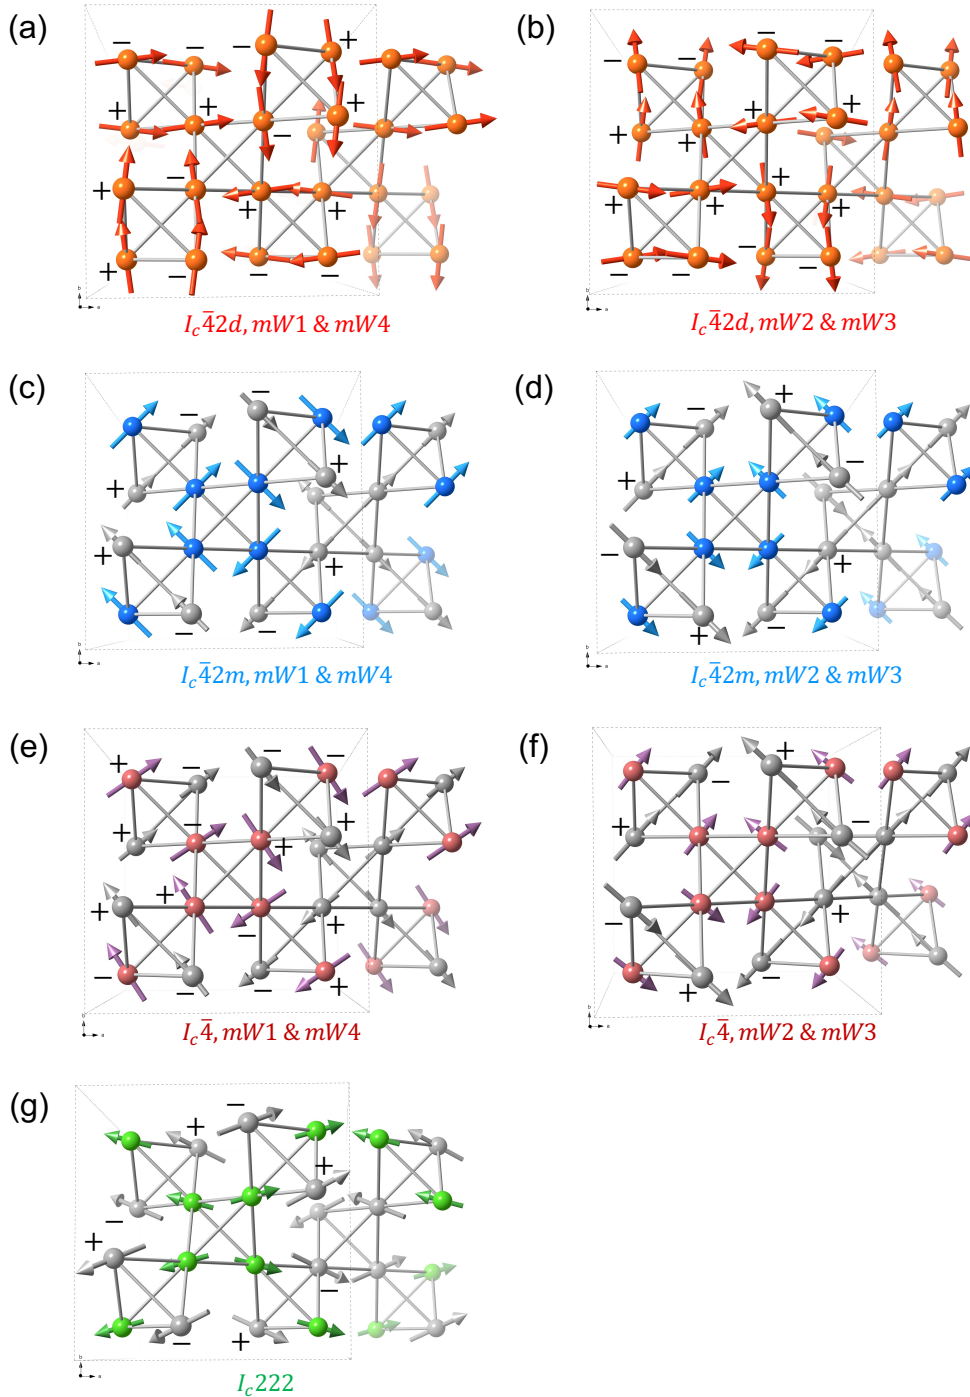 (a)
(b)
− − − +
+ + −
+ − + +
+ − − −
− − − −
+ + + +
+ + +
− − −
b
a
b
a
I_c4̅2d, mW1 & mW4
I_c4̅2d, mW2 & mW3
(c)
(d)
− −
+ +
+ +
− −
+
−
−
+
− +
+ −
b
a
b
a
I_c4̅2m, mW1 & mW4
I_c4̅2m, mW2 & mW3
(e)
(f)
+ − − −
+ − + +
+ + − +
− − − +
+
−
+ −
− +
+ −
b
a
b
a
I_c4̅, mW1 & mW4
I_c4̅, mW2 & mW3
(g)
+ −
− +
+ −
− +
b
a
I_c222